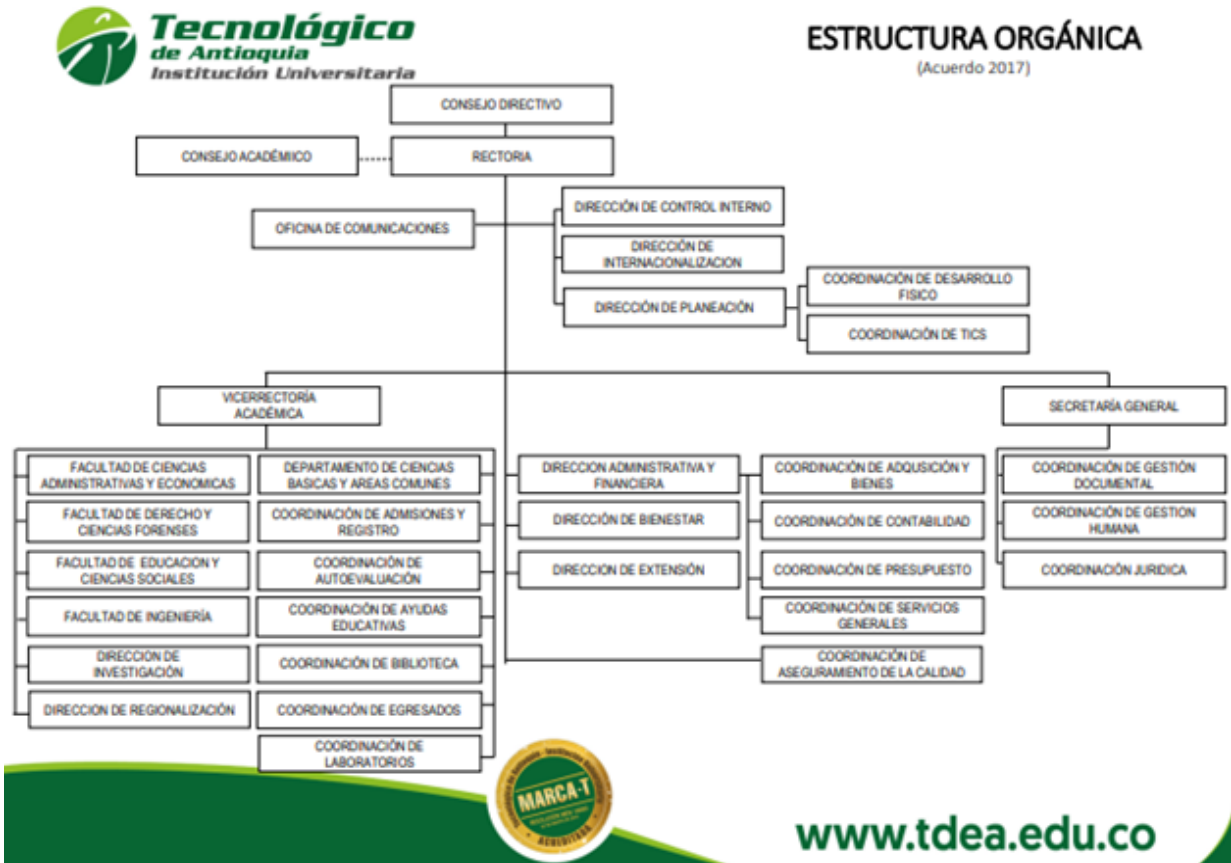 Tecnológico
de Antioquia
Institución Universitaria
ESTRUCTURA ORGÁNICA
(Acuerdo 2017)
CONSEJO DIRECTIVO
CONSEJO ACADÉMIICO
RECTORIA
OFICINA DE COMUNICACIONES
DIRECCIÓN DE CONTROL INTERNO
DIRECCIÓN DE
INTERNACIONALIZACION
DIRECCIÓN DE PLANEACIÓN
COORDINACIÓN DE DESARROLLO
FISICO
COORDINACIÓN DE TICS
VICERRECTORÍA
ACADÉMICA
SECRETARÍA GENERAL
FACULTAD DE CIENCIAS
ADMINISTRATIVAS Y ECONOMICAS
FACULTAD DE DERECHO Y
CIENCIAS FORENSES
FACULTAD DE EDUCACION Y
CIENCIAS SOCIALES
FACULTAD DE INGENIERÍA
DIRECCION DE
INVESTIGACIÓN
DIRECCION DE REGIONALIZACIÓN
DEPARTAMENTO DE CIENCIAS
BASICAS Y AREAS COMUNES
COORDINACIÓN DE ADMISIONES Y
REGISTRO
COORDINACIÓN DE
AUTOEVALUACIÓN
COORDINACIÓN DE AYUDAS
EDUCATIVAS
COORDINACIÓN DE BIBLIOTECA
COORDINACIÓN DE EGRESADOS
COORDINACIÓN DE
LABORATORIOS
DIRECCION ADMINISTRATIVA Y
FINANCIERA
DIRECCIÓN DE BIENESTAR
DIRECCION DE EXTENSIÓN
COORDINACIÓN DE ADQUSICIÓN Y
BIENES
COORDINACIÓN DE CONTABILIDAD
COORDINACIÓN DE PRESUPUESTO
COORDINACIÓN DE SERVICIOS
GENERALES
COORDINACIÓN DE
ASEGURAMIENTO DE LA CALIDAD
COORDINACIÓN DE GESTIÓN
DOCUMENTAL
COORDINACIÓN DE GESTION
HUMANA
COORDINACIÓN JURIDICA
MARCA-T
ACREDITADA
www.tdea.edu.co